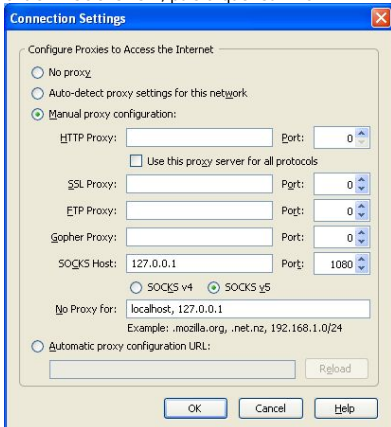 Connection Settings
Configure Proxies to Access the Internet
No proxy
Auto-detect proxy settings for this network
Manual proxy configuration:
HTTP Proxy: Port: 0
Use this proxy server for all protocols
SSL Proxy: Port: 0
FTP Proxy: Port: 0
Gopher Proxy: Port: 0
SOCKS Host: 127.0.0.1 Port: 1080
SOCKS v4 SOCKS v5
No Proxy for: localhost, 127.0.0.1
Example: .mozilla.org, .net.nz, 192.168.1.0/24
Automatic proxy configuration URL:
Reload
OK Cancel Help